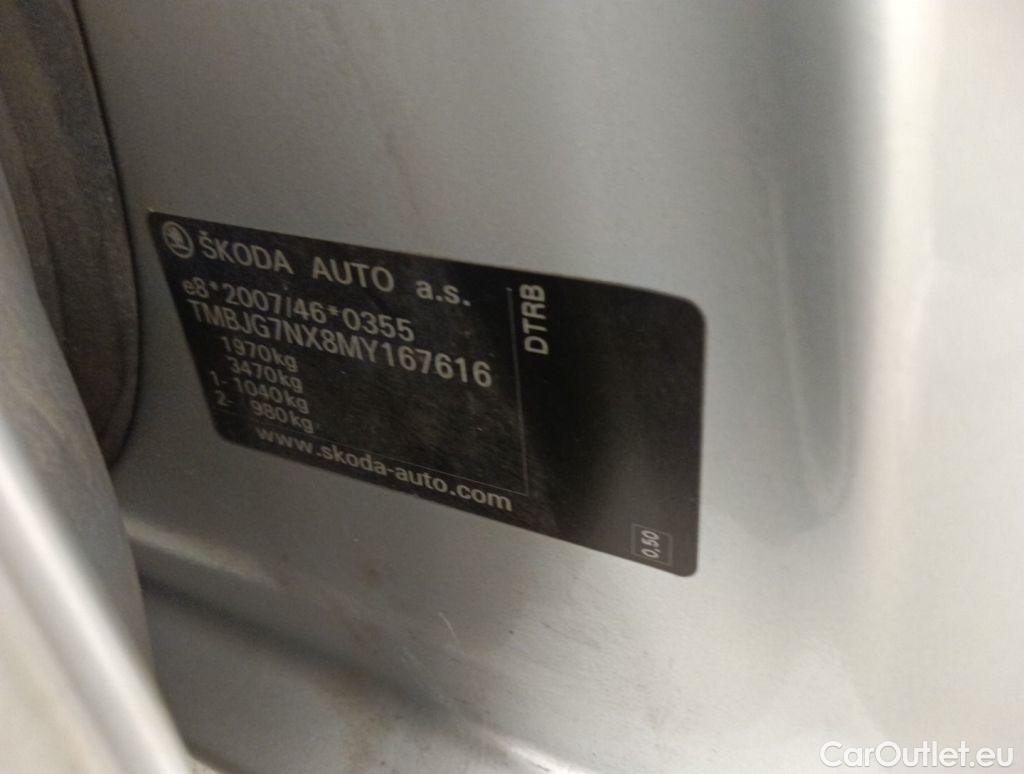 ŠKODA AUTO a.s.
e8*2007/46*0355
TMBJG7NX8MY167616
1970kg
3470kg
1- 1040kg
2- 980kg
www.skoda-auto.com
DTRB
0,50
CarOutlet.eu